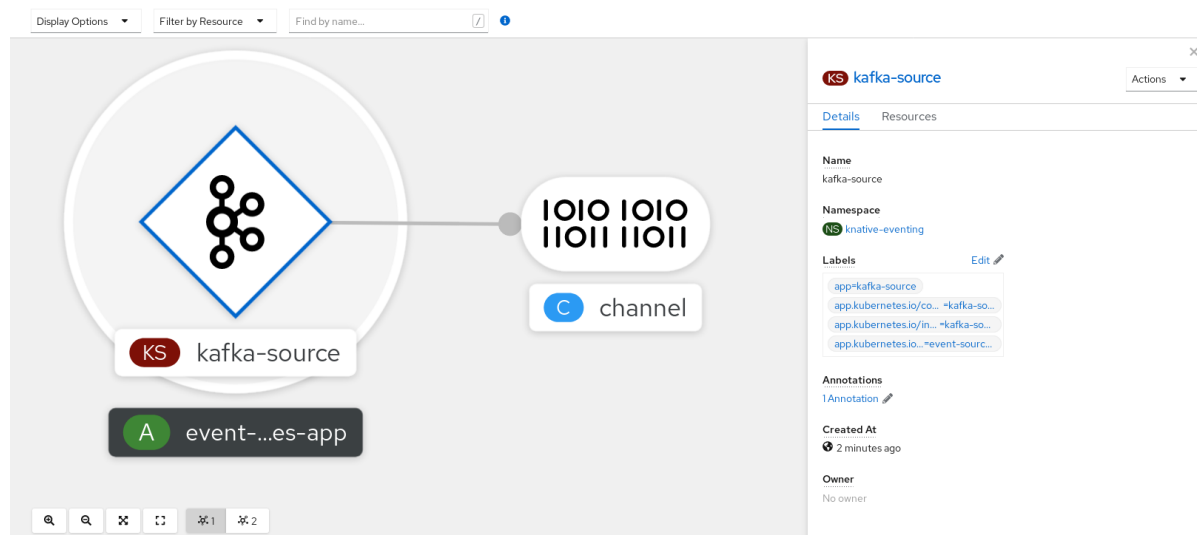 Display Options
Filter by Resource
Find by name...
/
KS kafka-source
Actions
Details
Resources
1010 1010
11011 11011
C channel
KS kafka-source
A event-...es-app
1
2
Name
kafka-source
Namespace
NS knative-eventing
Labels
Edit
app=kafka-source
app.kubernetes.io/co... =kafka-so...
app.kubernetes.io/in... =kafka-so...
app.kubernetes.io...=event-sourc...
Annotations
1 Annotation
Created At
2 minutes ago
Owner
No owner